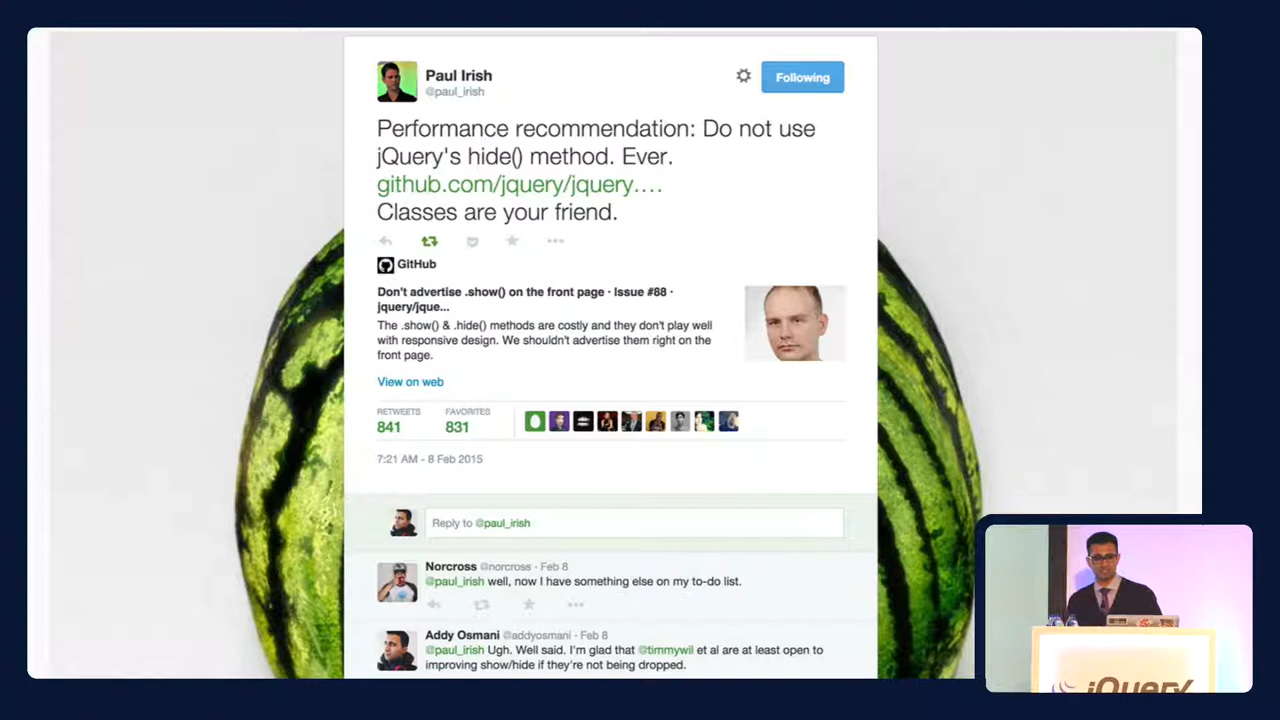 Paul Irish
@paul_irish
Following
Performance recommendation: Do not use
jQuery's hide() method. Ever.
github.com/jquery/jquery....
Classes are your friend.
GitHub
Don't advertise .show() on the front page · Issue #88 ·
jquery/jque...
The .show() & .hide() methods are costly and they don't play well
with responsive design. We shouldn't advertise them right on the
front page.
View on web
RETWEETS FAVORITES
841 831
7:21 AM - 8 Feb 2015
Reply to @paul_irish
Norcross @norcross · Feb 8
@paul_irish well, now I have something else on my to-do list.
Addy Osmani @addyosmani · Feb 8
@paul_irish Ugh. Well said. I'm glad that @timmywil et al are at least open to
improving show/hide if they're not being dropped.
jQuery